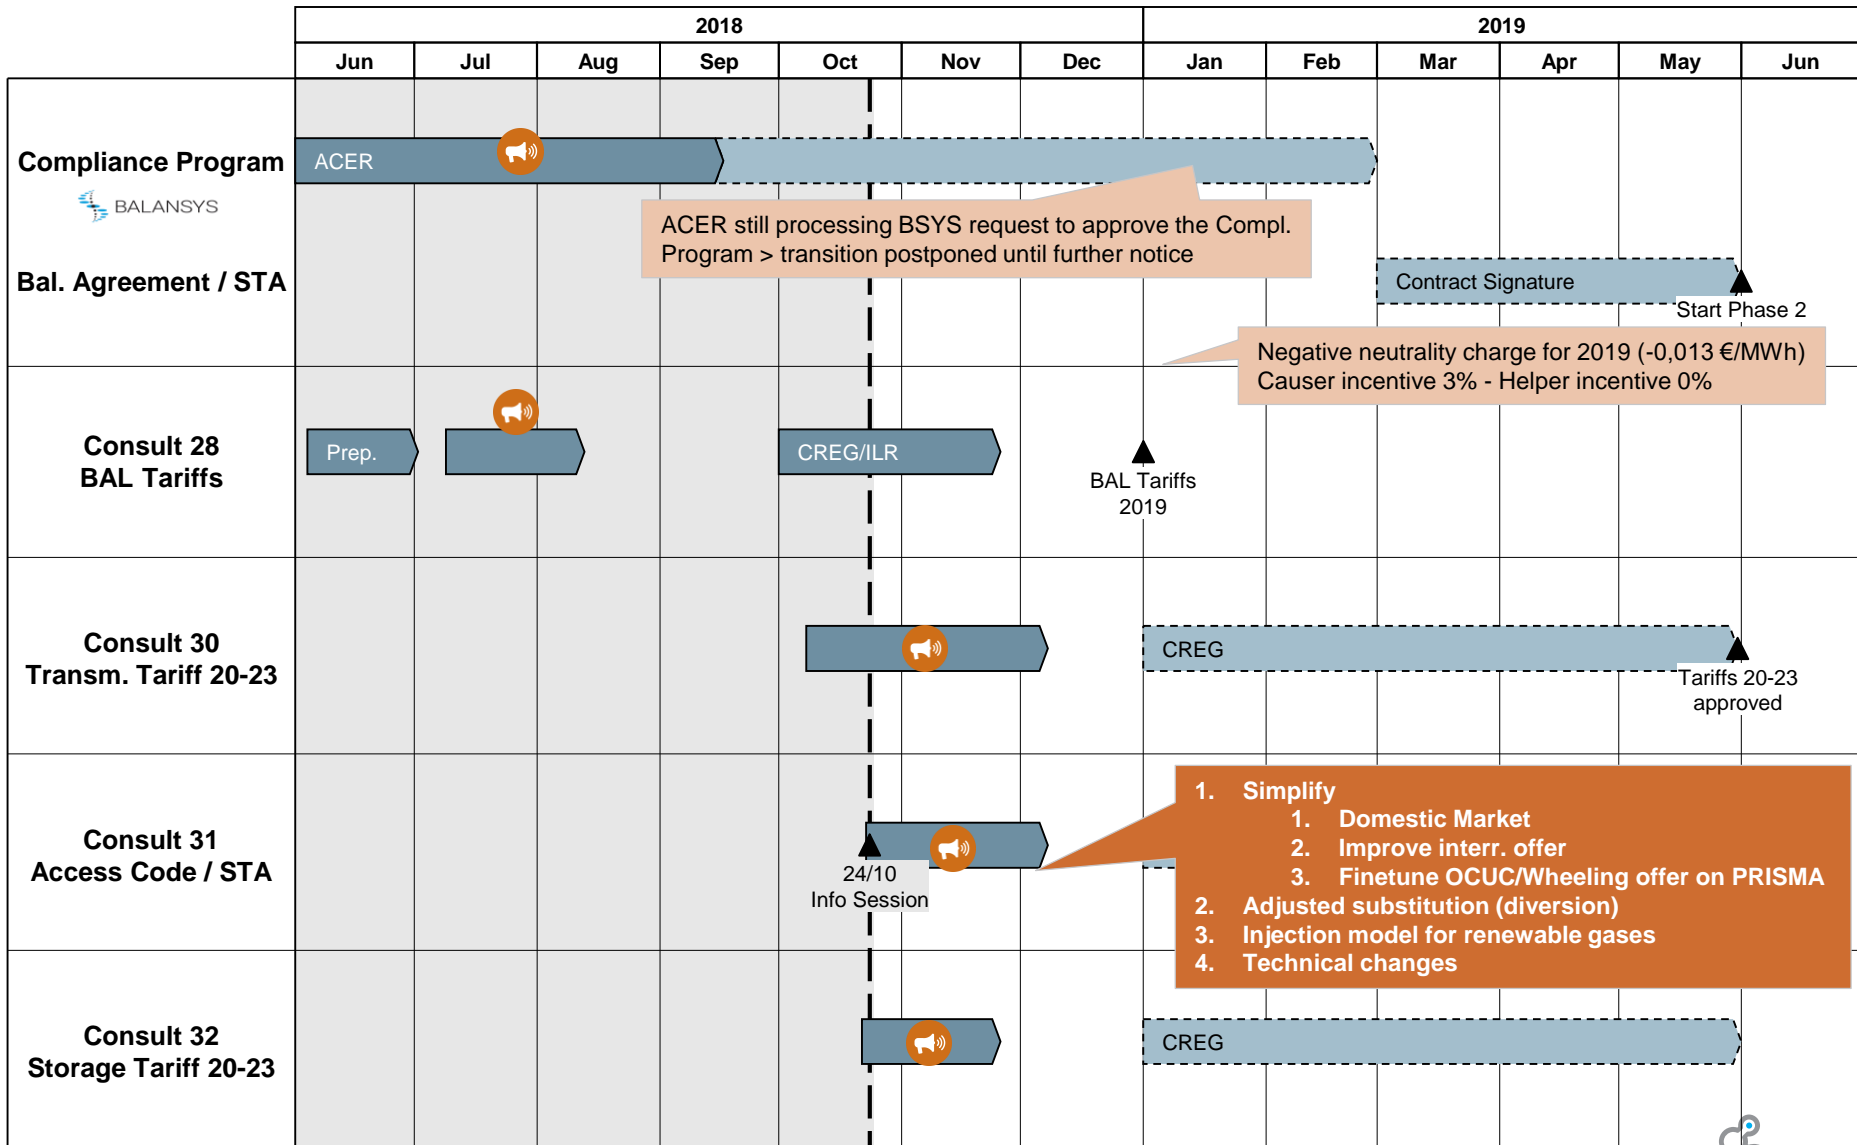 2018
2019
Jun
Jul
Aug
Sep
Oct
Nov
Dec
Jan
Feb
Mar
Apr
May
Jun
Compliance Program
BALANSYS
ACER
ACER still processing BSYS request to approve the Compl.
Program > transition postponed until further notice
Bal. Agreement / STA
Contract Signature
Start Phase 2
Negative neutrality charge for 2019 (-0,013 €/MWh)
Causer incentive 3% - Helper incentive 0%
Consult 28
BAL Tariffs
Prep.
CREG/ILR
BAL Tariffs
2019
Consult 30
Transm. Tariff 20-23
CREG
Tariffs 20-23
approved
Consult 31
Access Code / STA
24/10
Info Session
1. Simplify
1. Domestic Market
2. Improve interr. offer
3. Finetune OCUC/Wheeling offer on PRISMA
2. Adjusted substitution (diversion)
3. Injection model for renewable gases
4. Technical changes
Consult 32
Storage Tariff 20-23
CREG